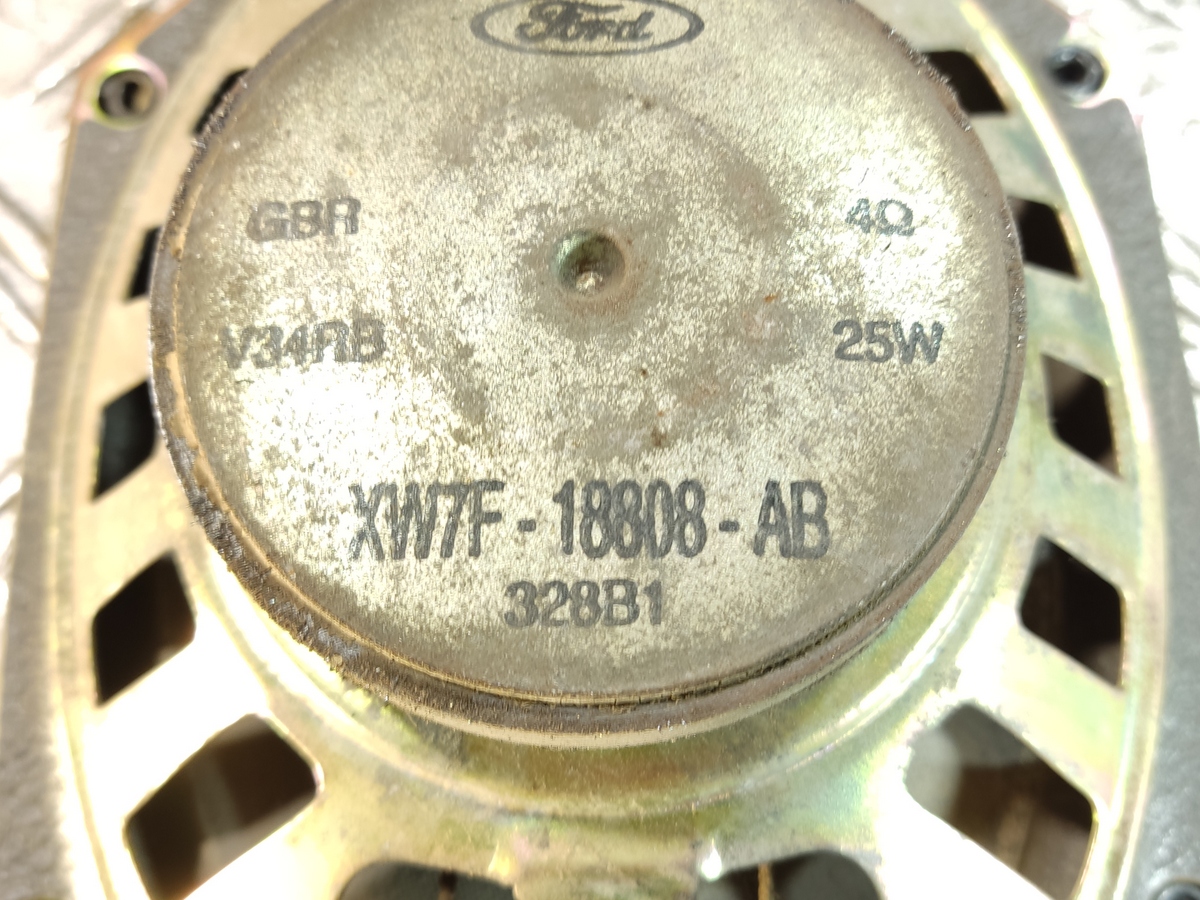 Ford
GBR
4Ω
V34RB
25W
XW7F-18808-AB
328B1